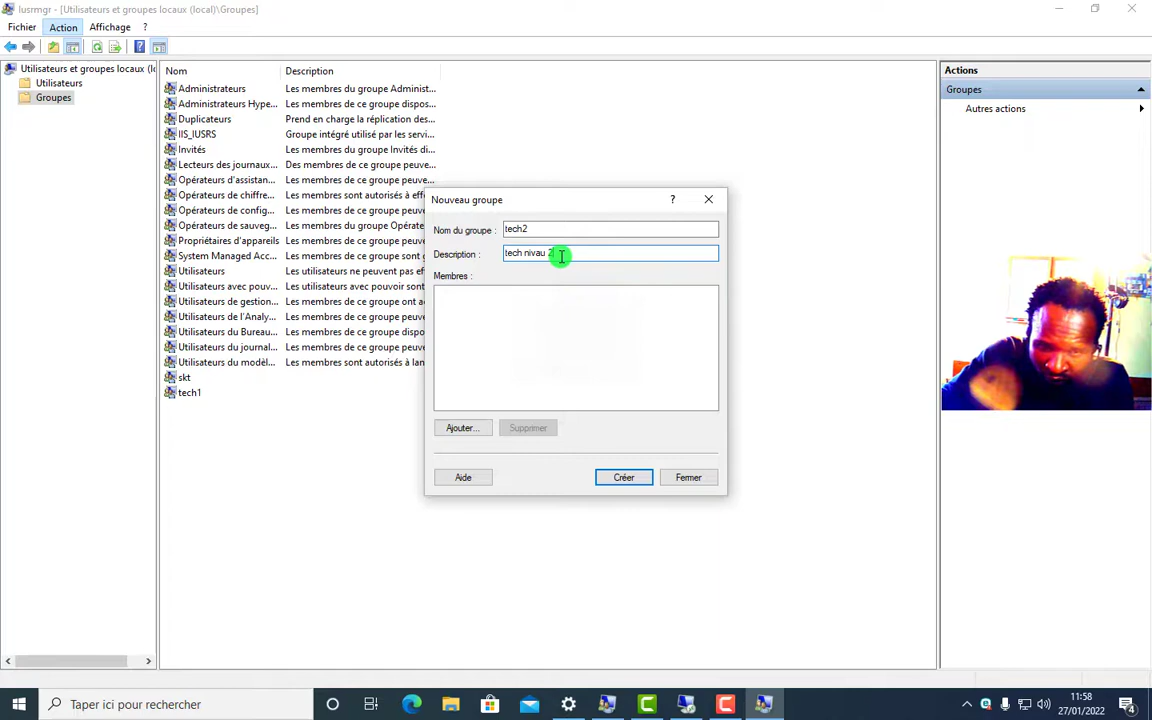 lusrmgr - [Utilisateurs et groupes locaux (local)\Groupes]
Fichier Action Affichage ?
Utilisateurs et groupes locaux (lo
Utilisateurs
Groupes
Nom Description
Administrateurs Les membres du groupe Administ...
Administrateurs Hype... Les membres de ce groupe dispos...
Duplicateurs Prend en charge la réplication des...
IIS_IUSRS Groupe intégré utilisé par les servi...
Invités Les membres du groupe Invités di...
Lecteurs des journaux... Des membres de ce groupe peuve...
Opérateurs d'assistan... Les membres de ce groupe peuve...
Opérateurs de chiffre... Les membres sont autorisés à effe
Opérateurs de config... Les membres de ce groupe peuve
Opérateurs de sauveg... Les membres du groupe Opérate
Propriétaires d'appareils Les membres de ce groupe peuve
System Managed Acc... Les membres de ce groupe sont g
Utilisateurs Les utilisateurs ne peuvent pas ef
Utilisateurs avec pouv... Les utilisateurs avec pouvoir sont
Utilisateurs de gestion... Les membres de ce groupe ont a
Utilisateurs de l'Analy... Les membres de ce groupe peuve
Utilisateurs du Bureau... Les membres de ce groupe dispo
Utilisateurs du journal... Les membres de ce groupe peuve
Utilisateurs du modèl... Les membres sont autorisés à lan
skt
tech1
Nouveau groupe ?
Nom du groupe : tech2
Description : tech nivau 2
Membres :
Ajouter... Supprimer
Aide Créer Fermer
Actions
Groupes
Autres actions
Taper ici pour rechercher
11:58
27/01/2022
4